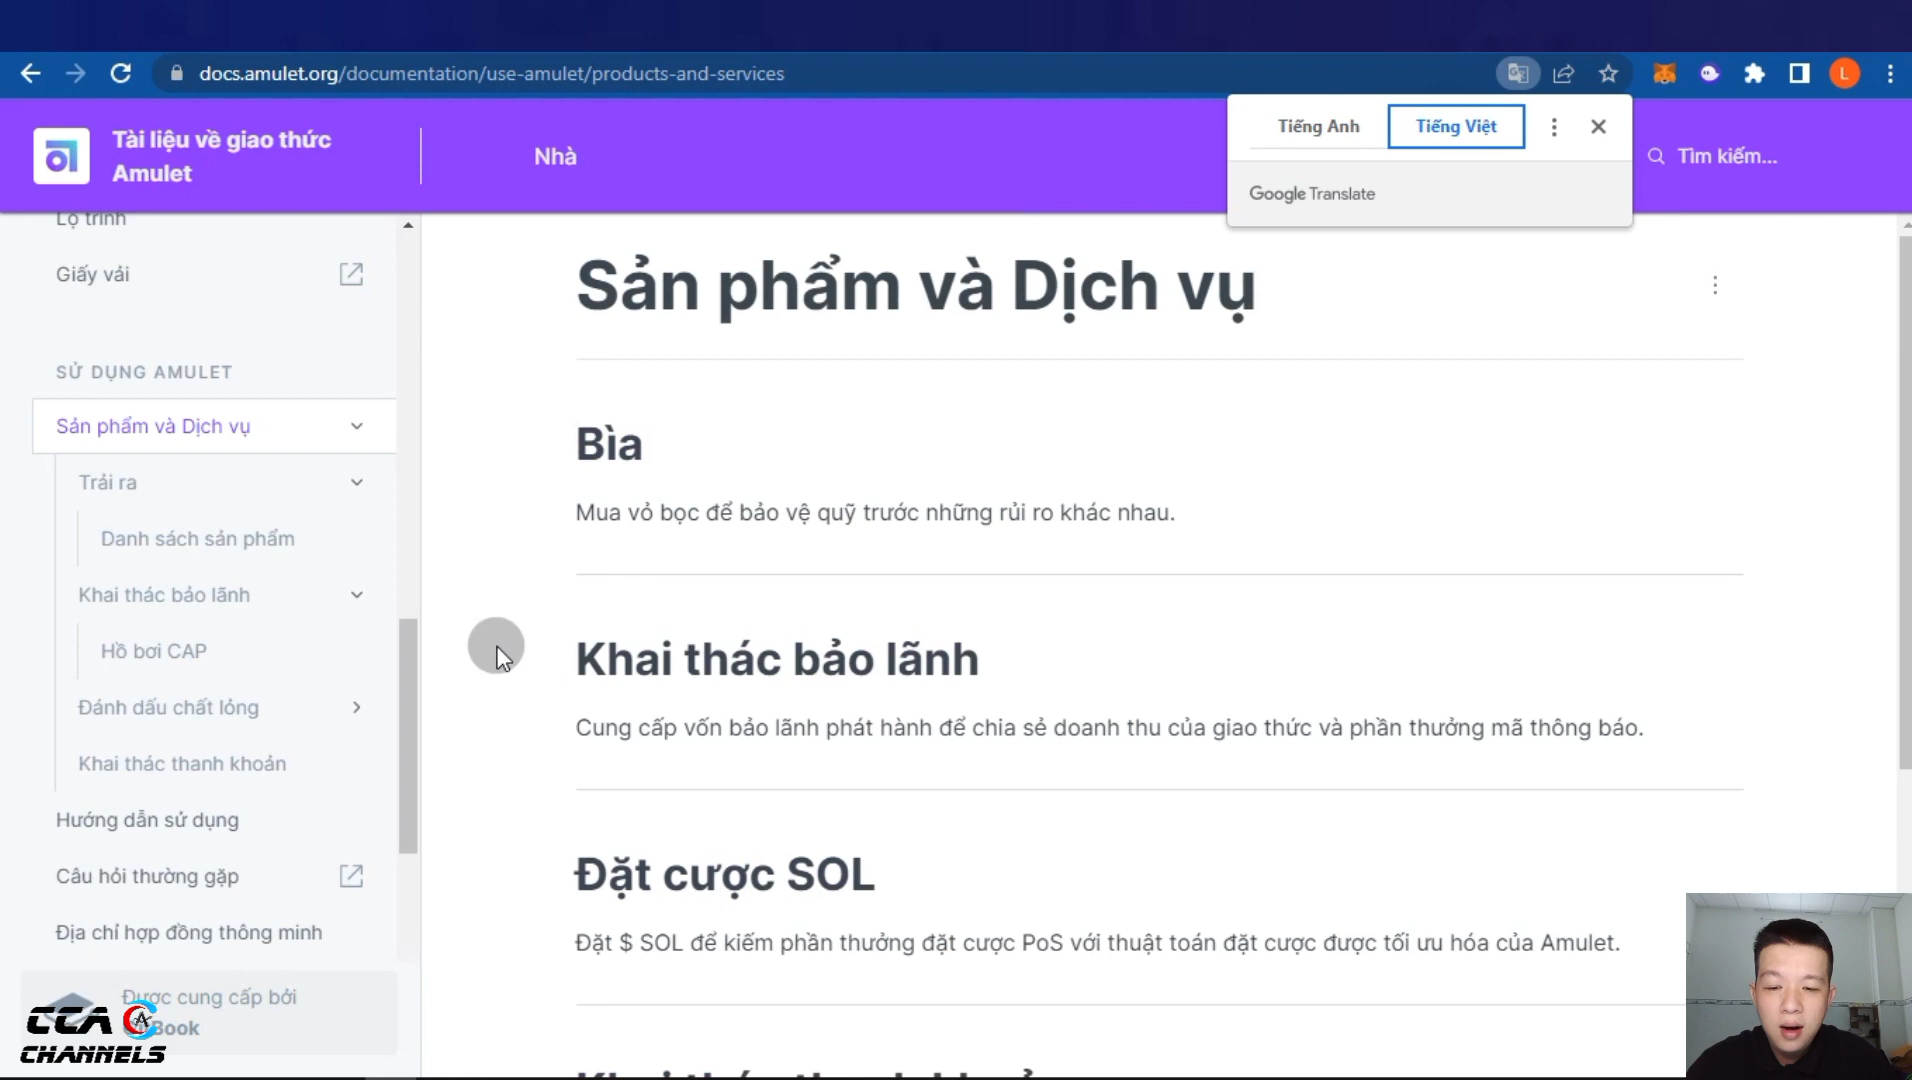 docs.amulet.org/documentation/use-amulet/products-and-services
L
Tài liệu về giao thức
Amulet
Nhà
Tiếng Anh
Tiếng Việt
Google Translate
Tìm kiếm...
Lộ trình
Giấy vải
SỬ DỤNG AMULET
Sản phẩm và Dịch vụ
Trải ra
Danh sách sản phẩm
Khai thác bảo lãnh
Hồ bơi CAP
Đánh dấu chất lỏng
Khai thác thanh khoản
Hướng dẫn sử dụng
Câu hỏi thường gặp
Địa chỉ hợp đồng thông minh
Được cung cấp bởi
Book
CCA
CHANNELS
Sản phẩm và Dịch vụ
Bìa
Mua vỏ bọc để bảo vệ quỹ trước những rủi ro khác nhau.
Khai thác bảo lãnh
Cung cấp vốn bảo lãnh phát hành để chia sẻ doanh thu của giao thức và phần thưởng mã thông báo.
Đặt cược SOL
Đặt $ SOL để kiếm phần thưởng đặt cược PoS với thuật toán đặt cược được tối ưu hóa của Amulet.